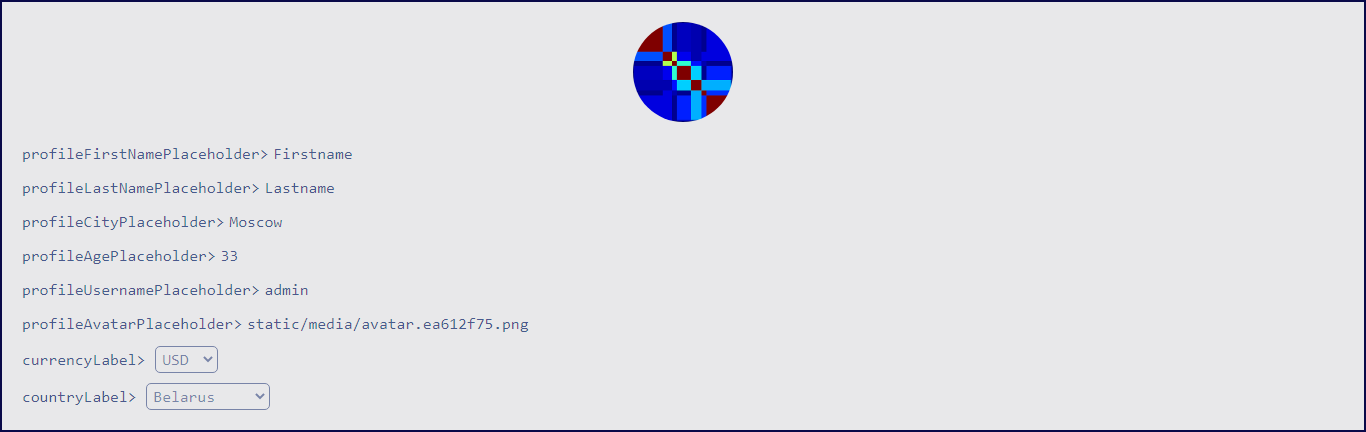 profileFirstNamePlaceholder> Firstname
profileLastNamePlaceholder> Lastname
profileCityPlaceholder> Moscow
profileAgePlaceholder> 33
profileUsernamePlaceholder> admin
profileAvatarPlaceholder> static/media/avatar.ea612f75.png
currencyLabel> USD
countryLabel> Belarus